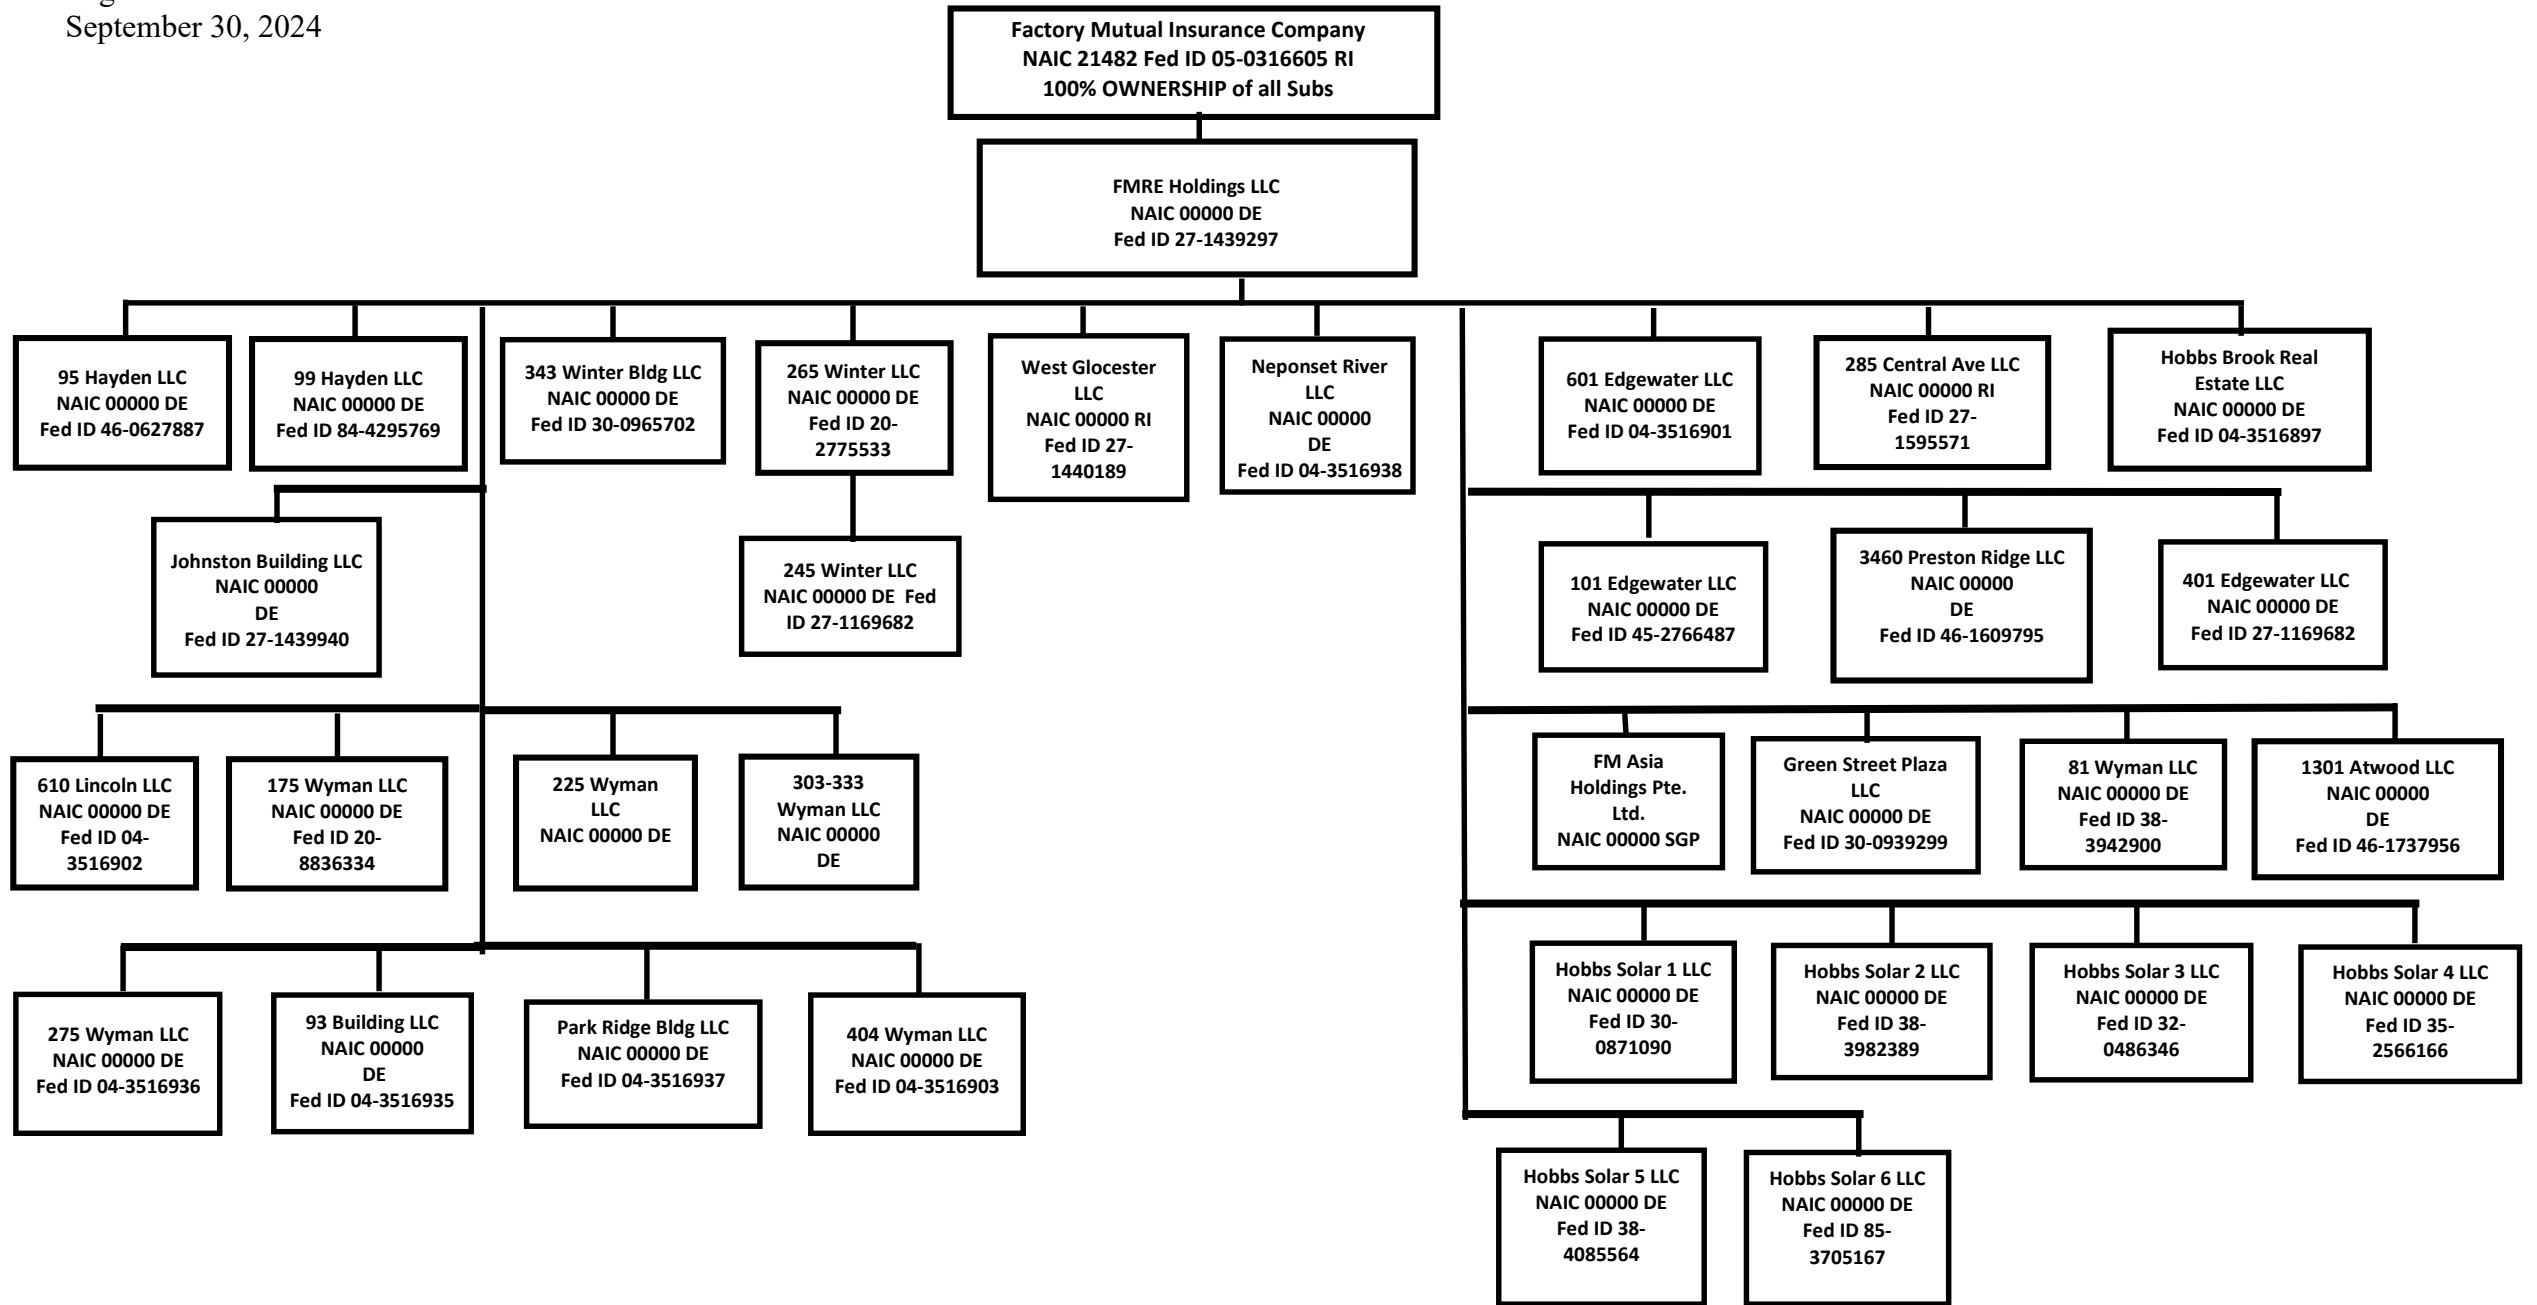 September 30, 2024
Factory Mutual Insurance Company
NAIC 21482 Fed ID 05-0316605 RI
100% OWNERSHIP of all Subs
FMRE Holdings LLC
NAIC 00000 DE
Fed ID 27-1439297
95 Hayden LLC
NAIC 00000 DE
Fed ID 46-0627887
99 Hayden LLC
NAIC 00000 DE
Fed ID 84-4295769
343 Winter Bldg LLC
NAIC 00000 DE
Fed ID 30-0965702
265 Winter LLC
NAIC 00000 DE
Fed ID 20-
2775533
West Glocester
LLC
NAIC 00000 RI
Fed ID 27-
1440189
Neponset River
LLC
NAIC 00000
DE
Fed ID 04-3516938
601 Edgewater LLC
NAIC 00000 DE
Fed ID 04-3516901
285 Central Ave LLC
NAIC 00000 RI
Fed ID 27-
1595571
Hobbs Brook Real
Estate LLC
NAIC 00000 DE
Fed ID 04-3516897
Johnston Building LLC
NAIC 00000
DE
Fed ID 27-1439940
245 Winter LLC
NAIC 00000 DE Fed
ID 27-1169682
101 Edgewater LLC
NAIC 00000 DE
Fed ID 45-2766487
3460 Preston Ridge LLC
NAIC 00000
DE
Fed ID 46-1609795
401 Edgewater LLC
NAIC 00000 DE
Fed ID 27-1169682
610 Lincoln LLC
NAIC 00000 DE
Fed ID 04-
3516902
175 Wyman LLC
NAIC 00000 DE
Fed ID 20-
8836334
225 Wyman
LLC
NAIC 00000 DE
303-333
Wyman LLC
NAIC 00000
DE
FM Asia
Holdings Pte.
Ltd.
NAIC 00000 SGP
Green Street Plaza
LLC
NAIC 00000 DE
Fed ID 30-0939299
81 Wyman LLC
NAIC 00000 DE
Fed ID 38-
3942900
1301 Atwood LLC
NAIC 00000
DE
Fed ID 46-1737956
275 Wyman LLC
NAIC 00000 DE
Fed ID 04-3516936
93 Building LLC
NAIC 00000
DE
Fed ID 04-3516935
Park Ridge Bldg LLC
NAIC 00000 DE
Fed ID 04-3516937
404 Wyman LLC
NAIC 00000 DE
Fed ID 04-3516903
Hobbs Solar 1 LLC
NAIC 00000 DE
Fed ID 30-
0871090
Hobbs Solar 2 LLC
NAIC 00000 DE
Fed ID 38-
3982389
Hobbs Solar 3 LLC
NAIC 00000 DE
Fed ID 32-
0486346
Hobbs Solar 4 LLC
NAIC 00000 DE
Fed ID 35-
2566166
Hobbs Solar 5 LLC
NAIC 00000 DE
Fed ID 38-
4085564
Hobbs Solar 6 LLC
NAIC 00000 DE
Fed ID 85-
3705167